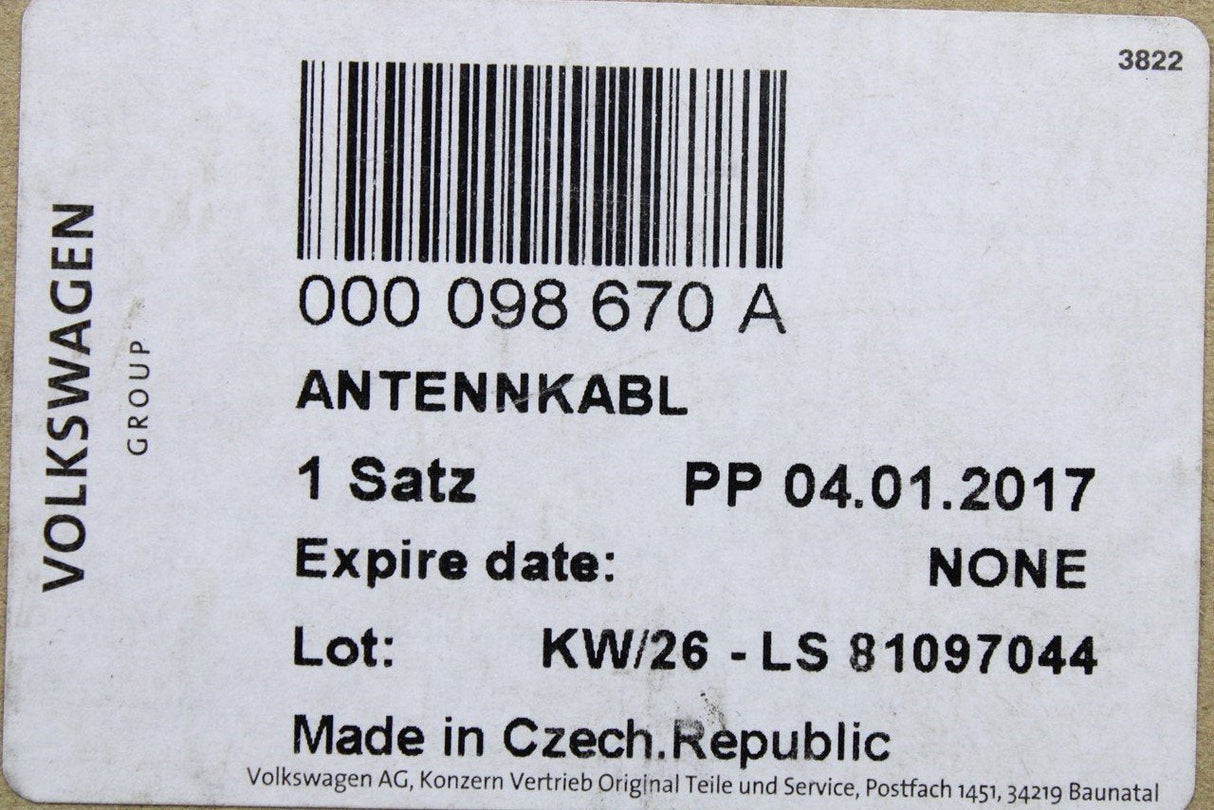 3822
VOLKSWAGEN
GROUP
000 098 670 A
ANTENNKABL
1 Satz PP 04.01.2017
Expire date: NONE
Lot: KW/26 - LS 81097044
Made in Czech.Republic
Volkswagen AG, Konzern Vertrieb Original Teile und Service, Postfach 1451, 34219 Baunatal